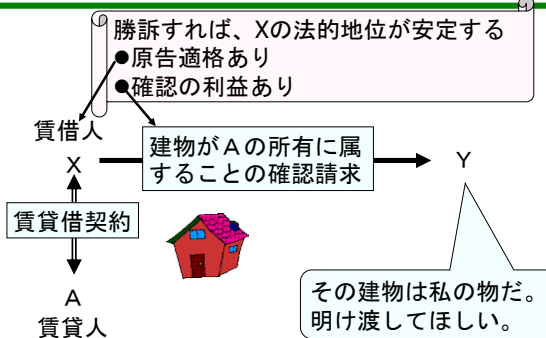 勝訴すれば、Xの法的地位が安定する
●原告適格あり
●確認の利益あり
賃借人
X
建物がＡの所有に属
することの確認請求
Y
賃貸借契約
A
賃貸人
その建物は私の物だ。
明け渡してほしい。